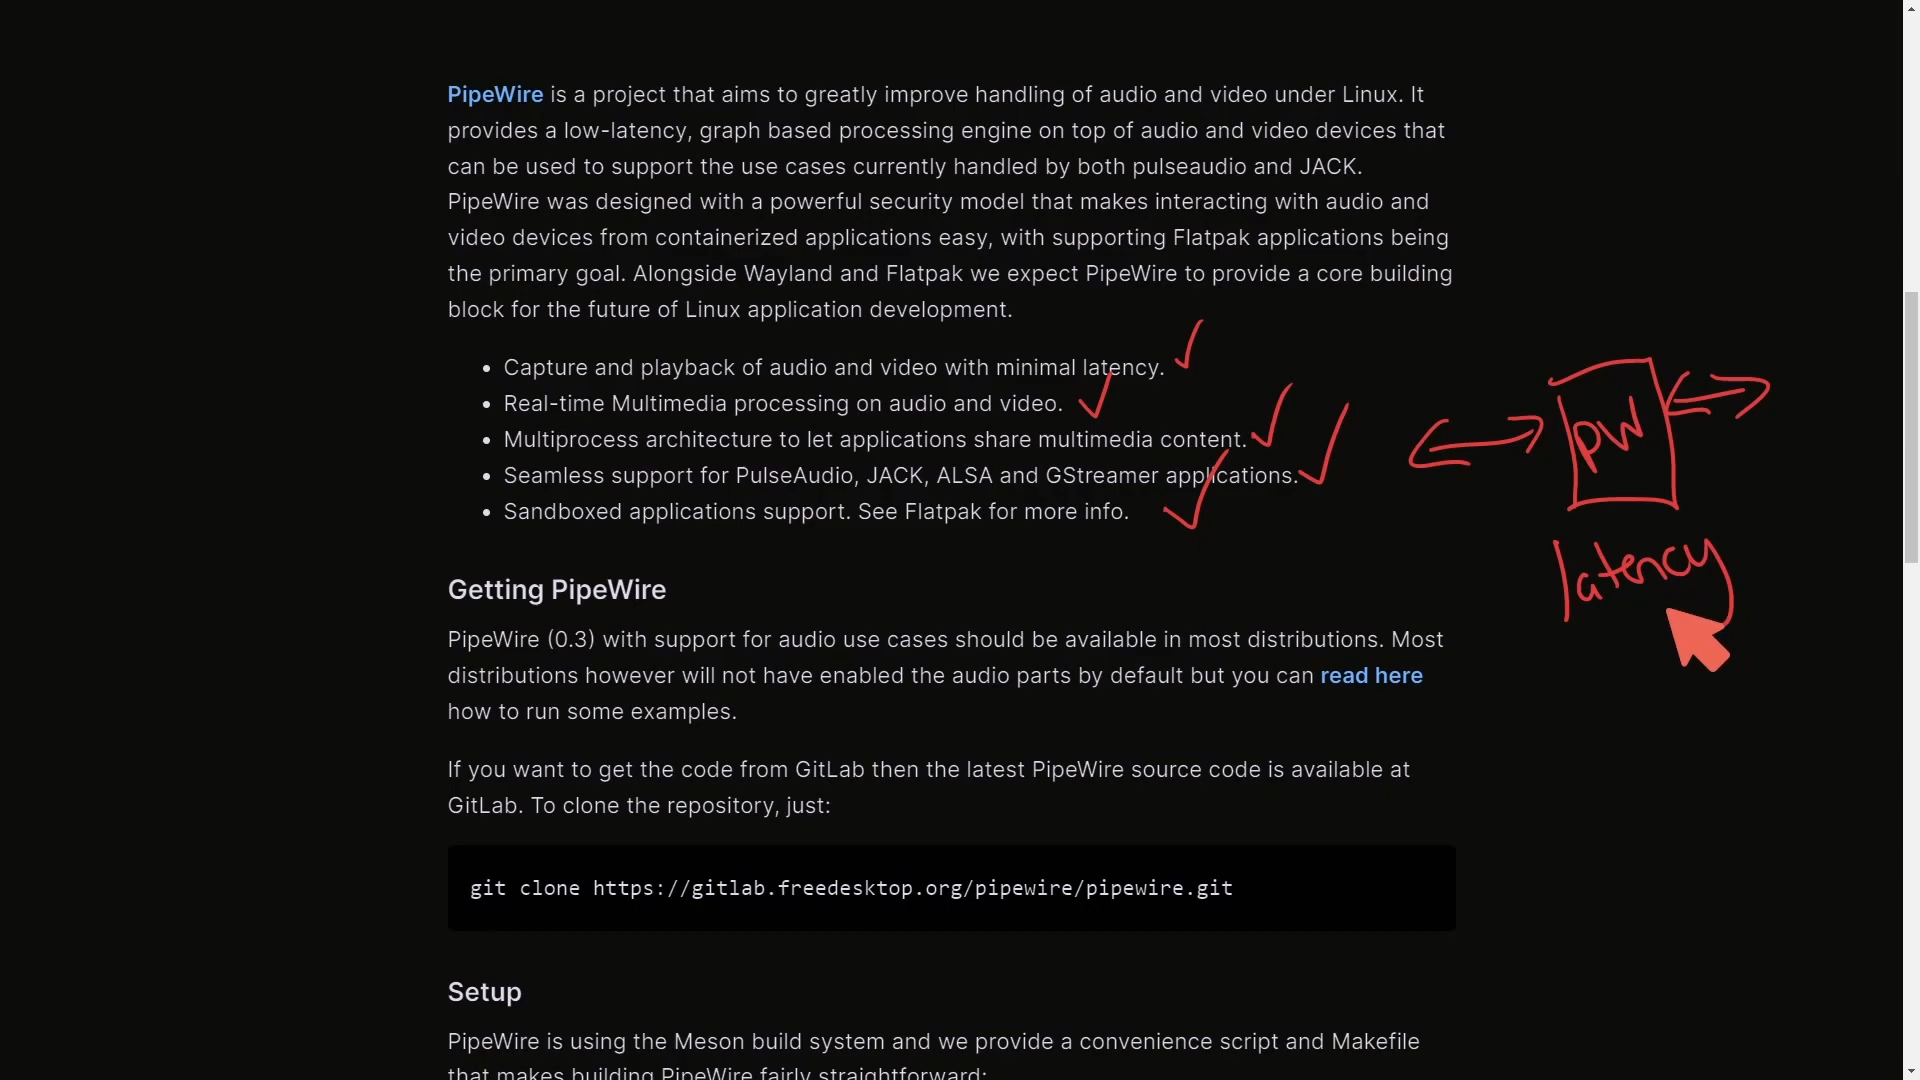 PipeWire is a project that aims to greatly improve handling of audio and video under Linux. It
provides a low-latency, graph based processing engine on top of audio and video devices that
can be used to support the use cases currently handled by both pulseaudio and JACK.
PipeWire was designed with a powerful security model that makes interacting with audio and
video devices from containerized applications easy, with supporting Flatpak applications being
the primary goal. Alongside Wayland and Flatpak we expect PipeWire to provide a core building
block for the future of Linux application development.
• Capture and playback of audio and video with minimal latency.
• Real-time Multimedia processing on audio and video.
• Multiprocess architecture to let applications share multimedia content.
• Seamless support for PulseAudio, JACK, ALSA and GStreamer applications.
• Sandboxed applications support. See Flatpak for more info.
pW
latency
Getting PipeWire
PipeWire (0.3) with support for audio use cases should be available in most distributions. Most
distributions however will not have enabled the audio parts by default but you can read here
how to run some examples.
If you want to get the code from GitLab then the latest PipeWire source code is available at
GitLab. To clone the repository, just:
git clone https://gitlab.freedesktop.org/pipewire/pipewire.git
Setup
PipeWire is using the Meson build system and we provide a convenience script and Makefile
that makes building PipeWire fairly straightforward: